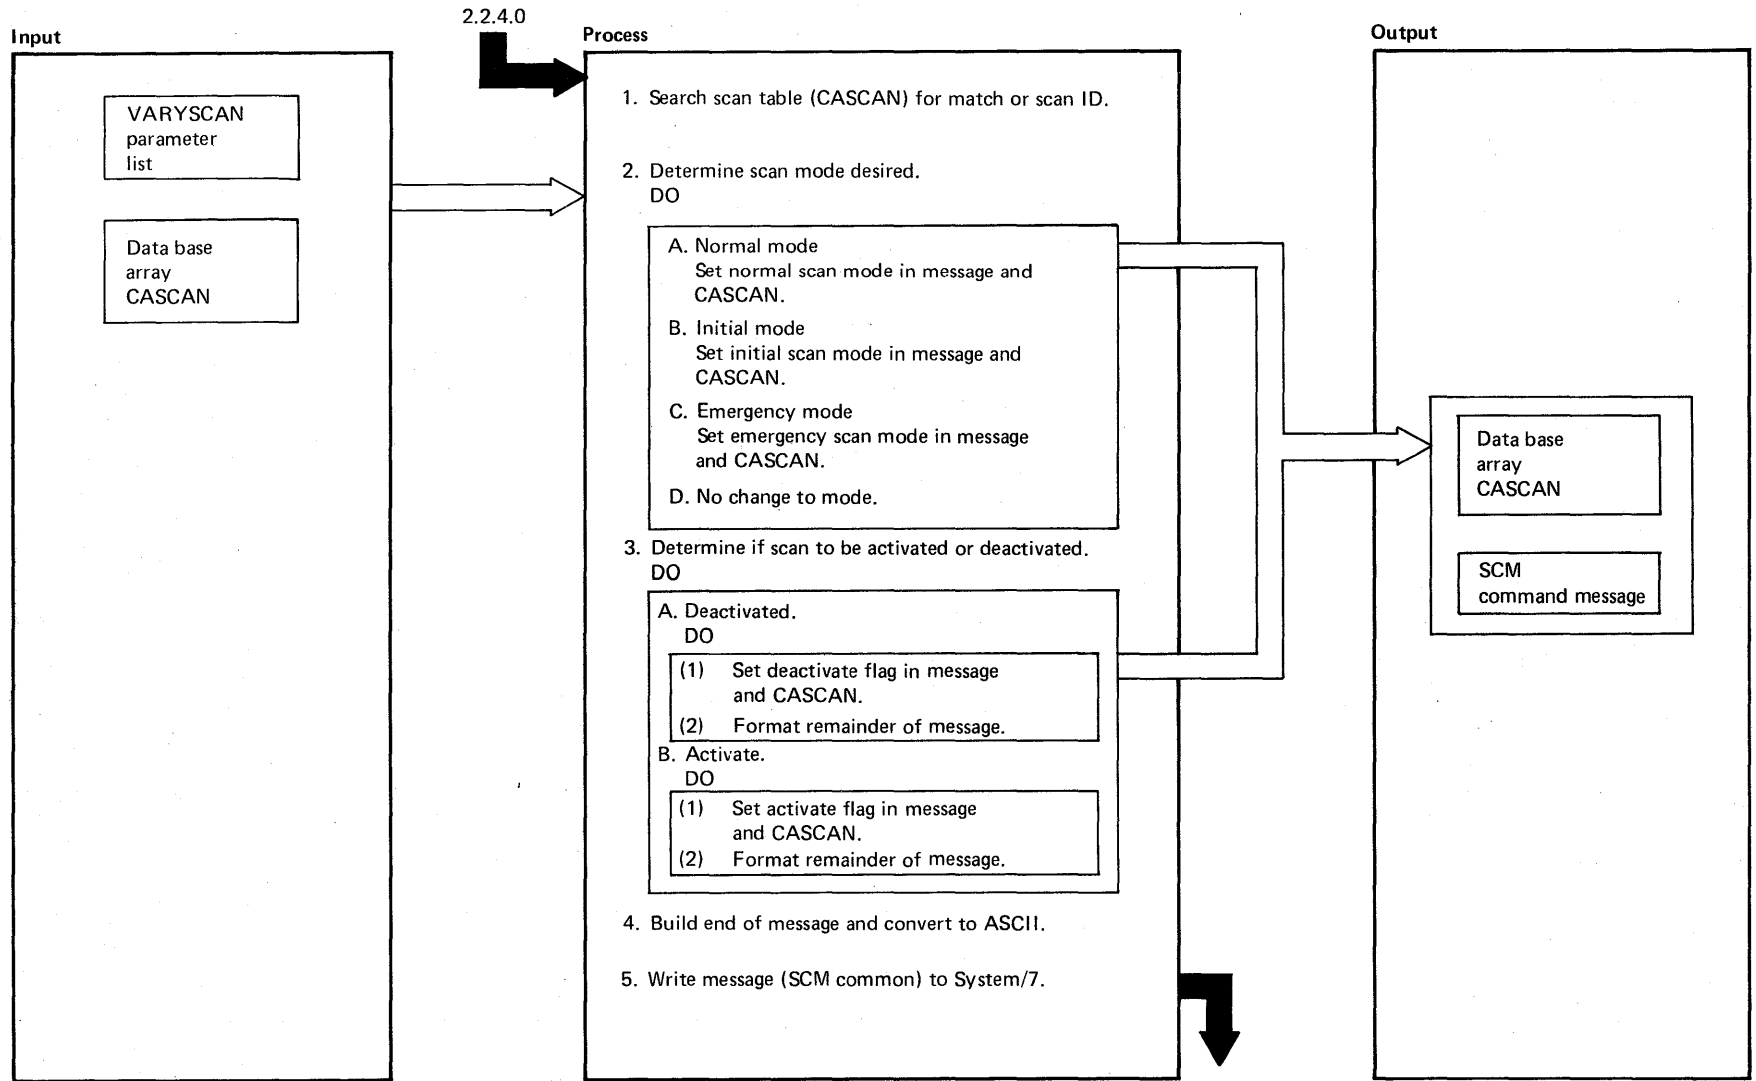 2.2.4.0
Input
Process
Output
VARYSCAN
parameter
list
Data base
array
CASCAN
1. Search scan table (CASCAN) for match or scan ID.
2. Determine scan mode desired.
DO
A. Normal mode
Set normal scan mode in message and
CASCAN.
B. Initial mode
Set initial scan mode in message and
CASCAN.
C. Emergency mode
Set emergency scan mode in message
and CASCAN.
D. No change to mode.
3. Determine if scan to be activated or deactivated.
DO
A. Deactivated.
DO
(1) Set deactivate flag in message
and CASCAN.
(2) Format remainder of message.
B. Activate.
DO
(1) Set activate flag in message
and CASCAN.
(2) Format remainder of message.
4. Build end of message and convert to ASCII.
5. Write message (SCM common) to System/7.
Data base
array
CASCAN
SCM
command message